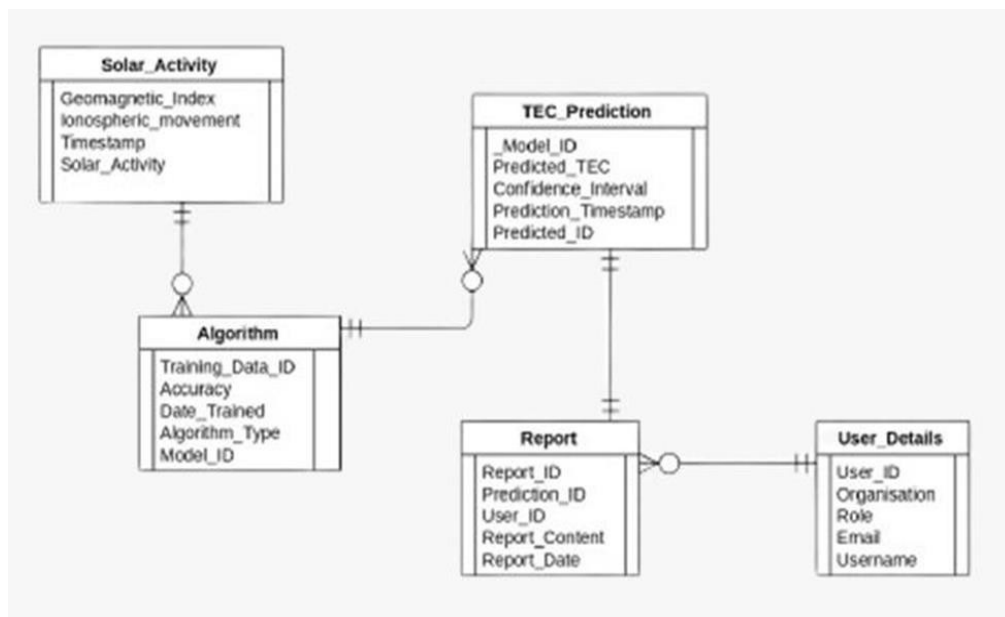 Solar_Activity
Geomagnetic_Index
Ionospheric_movement
Timestamp
Solar_Activity
TEC_Prediction
_Model_ID
Predicted_TEC
Confidence_Interval
Prediction_Timestamp
Predicted_ID
Algorithm
Training_Data_ID
Accuracy
Date_Trained
Algorithm_Type
Model_ID
Report
Report_ID
Prediction_ID
User_ID
Report_Content
Report_Date
User_Details
User_ID
Organisation
Role
Email
Username